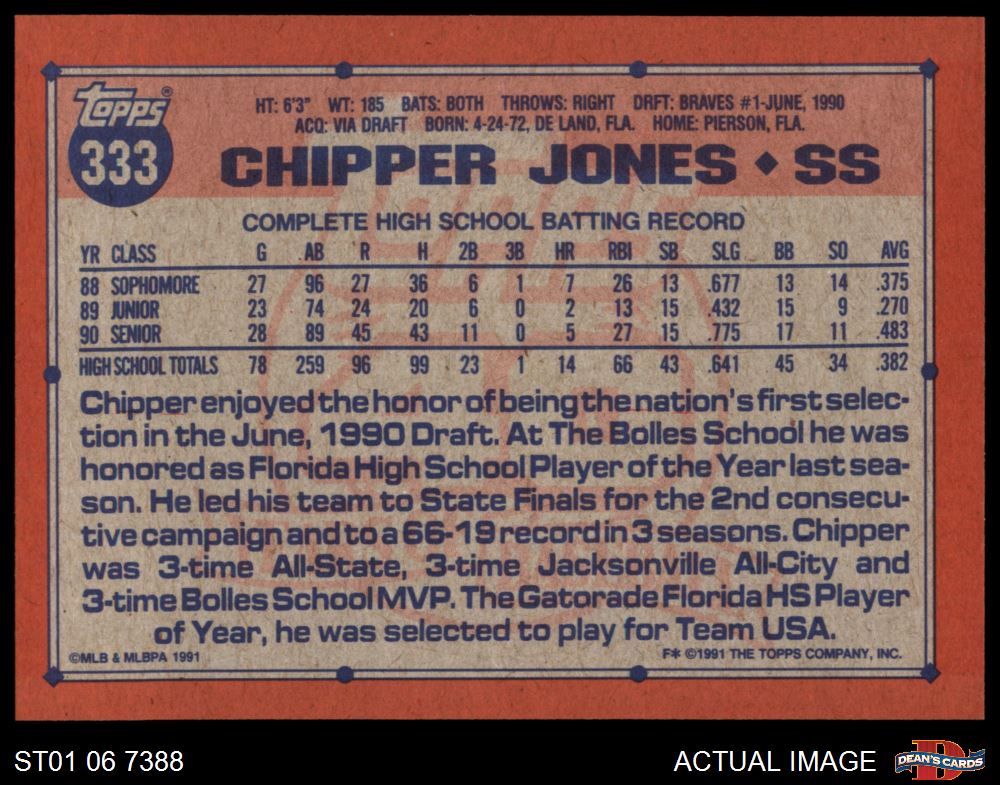 Topps®
333
HT: 6'3" WT: 185 BATS: BOTH THROWS: RIGHT DRFT: BRAVES #1-JUNE, 1990
ACQ: VIA DRAFT BORN: 4-24-72, DE LAND, FLA. HOME: PIERSON, FLA.
CHIPPER JONES ♦ SS
COMPLETE HIGH SCHOOL BATTING RECORD
YR CLASS G AB R H 2B 3B HR RBI SB SLG BB SO AVG
88 SOPHOMORE 27 96 27 36 6 1 7 26 13 .677 13 14 .375
89 JUNIOR 23 74 24 20 6 0 2 13 15 .432 15 9 .270
90 SENIOR 28 89 45 43 11 0 5 27 15 .775 17 11 .483
HIGH SCHOOL TOTALS 78 259 96 99 23 1 14 66 43 .641 45 34 .382
Chipper enjoyed the honor of being the nation's first selec-
tion in the June, 1990 Draft. At The Bolles School he was
honored as Florida High School Player of the Year last sea-
son. He led his team to State Finals for the 2nd consecu-
tive campaign and to a 66-19 record in 3 seasons. Chipper
was 3-time All-State, 3-time Jacksonville All-City and
3-time Bolles School MVP. The Gatorade Florida HS Player
of Year, he was selected to play for Team USA.
©MLB & MLBPA 1991 F* ©1991 THE TOPPS COMPANY, INC.
ST01 06 7388 ACTUAL IMAGE DEAN'S CARDS